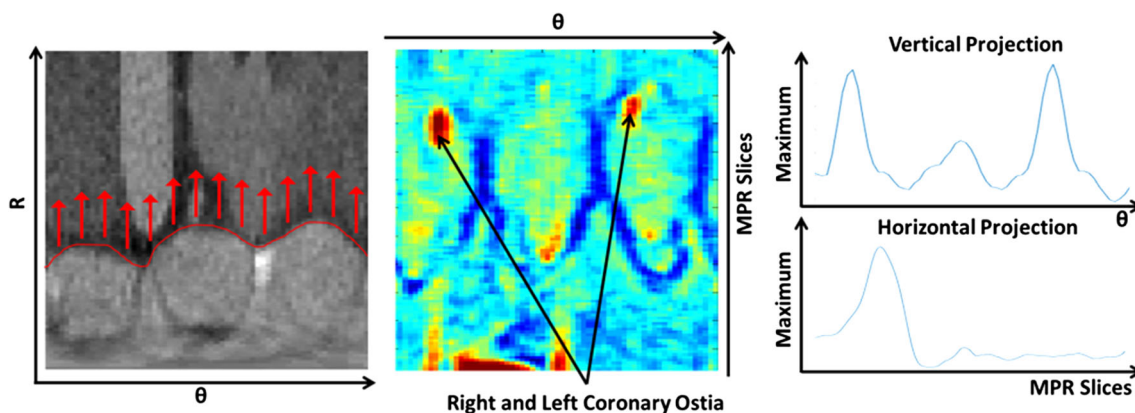 R
θ
θ
MPR Slices
Right and Left Coronary Ostia
Vertical Projection
Maximum
θ
Horizontal Projection
Maximum
MPR Slices